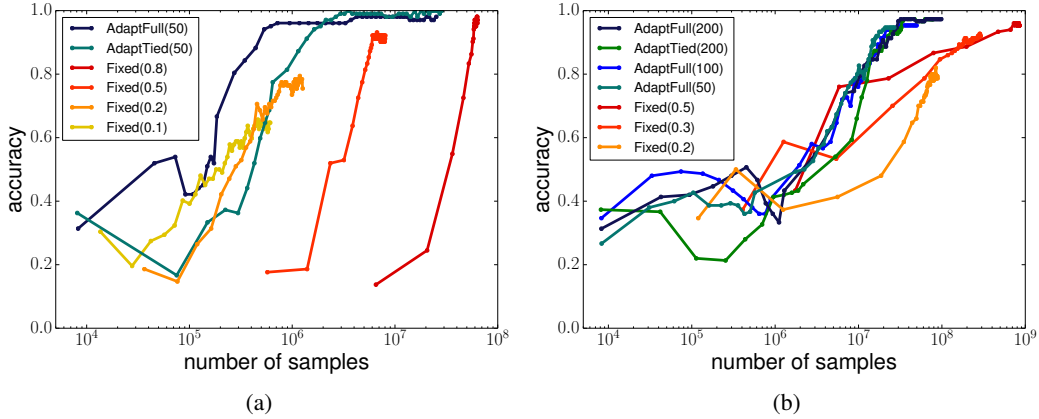 1.0
0.8
0.6
0.4
0.2
0.0
accuracy
AdaptFull(50)
AdaptTied(50)
Fixed(0.8)
Fixed(0.5)
Fixed(0.2)
Fixed(0.1)
10^4 10^5 10^6 10^7 10^8
number of samples
(a)
1.0
0.8
0.6
0.4
0.2
0.0
accuracy
AdaptFull(200)
AdaptTied(200)
AdaptFull(100)
AdaptFull(50)
Fixed(0.5)
Fixed(0.3)
Fixed(0.2)
10^4 10^5 10^6 10^7 10^8 10^9
number of samples
(b)